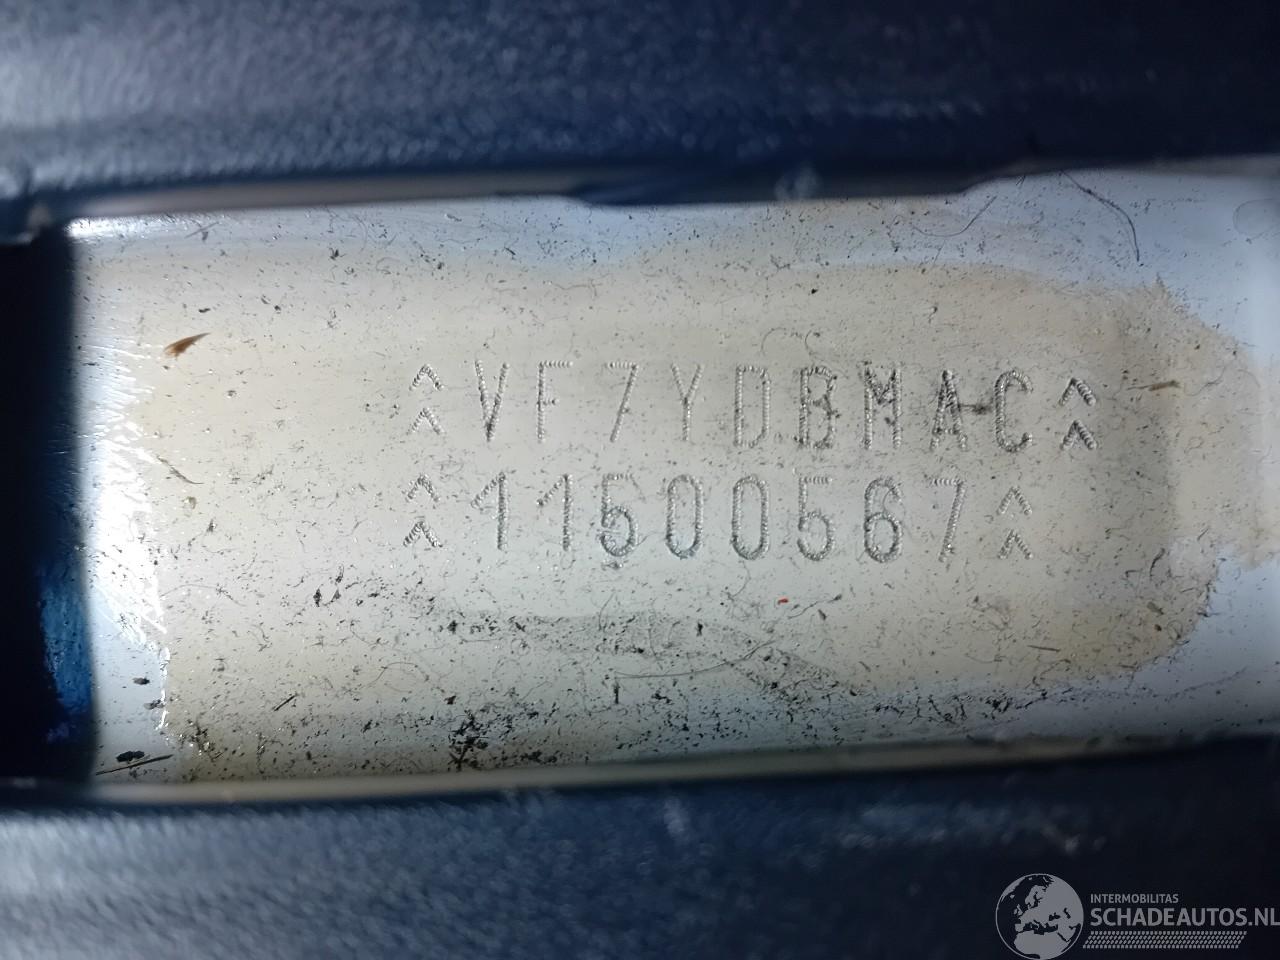 VF7YDBMAC
11500567
INTERMOBILITAS
SCHADEAUTOS.NL